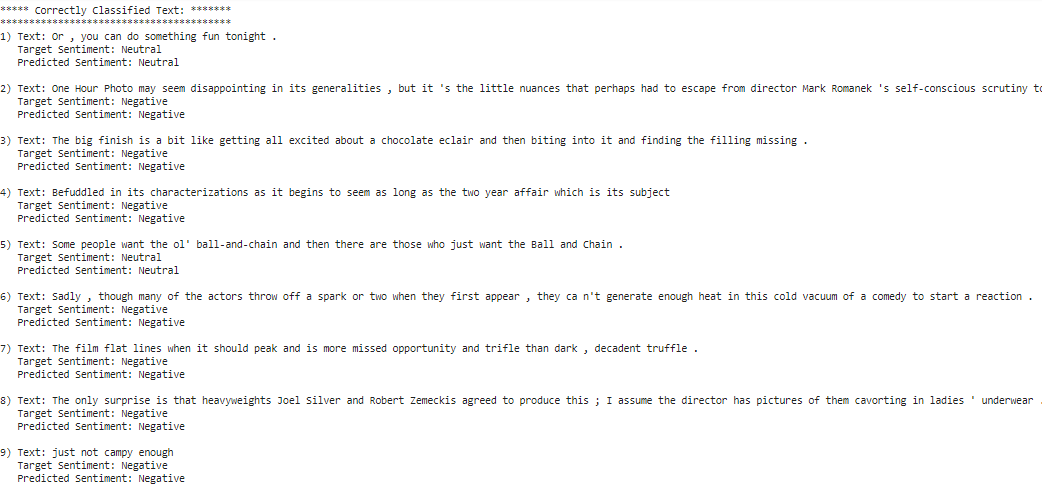 ***** Correctly Classified Text: *******
****************************************
1) Text: Or , you can do something fun tonight .
Target Sentiment: Neutral
Predicted Sentiment: Neutral
2) Text: One Hour Photo may seem disappointing in its generalities , but it 's the little nuances that perhaps had to escape from director Mark Romanek 's self-conscious scrutiny to
Target Sentiment: Negative
Predicted Sentiment: Negative
3) Text: The big finish is a bit like getting all excited about a chocolate eclair and then biting into it and finding the filling missing .
Target Sentiment: Negative
Predicted Sentiment: Negative
4) Text: Befuddled in its characterizations as it begins to seem as long as the two year affair which is its subject
Target Sentiment: Negative
Predicted Sentiment: Negative
5) Text: Some people want the ol' ball-and-chain and then there are those who just want the Ball and Chain .
Target Sentiment: Neutral
Predicted Sentiment: Neutral
6) Text: Sadly , though many of the actors throw off a spark or two when they first appear , they ca n't generate enough heat in this cold vacuum of a comedy to start a reaction .
Target Sentiment: Negative
Predicted Sentiment: Negative
7) Text: The film flat lines when it should peak and is more missed opportunity and trifle than dark , decadent truffle .
Target Sentiment: Negative
Predicted Sentiment: Negative
8) Text: The only surprise is that heavyweights Joel Silver and Robert Zemeckis agreed to produce this ; I assume the director has pictures of them cavorting in ladies ' underwear .
Target Sentiment: Negative
Predicted Sentiment: Negative
9) Text: just not campy enough
Target Sentiment: Negative
Predicted Sentiment: Negative